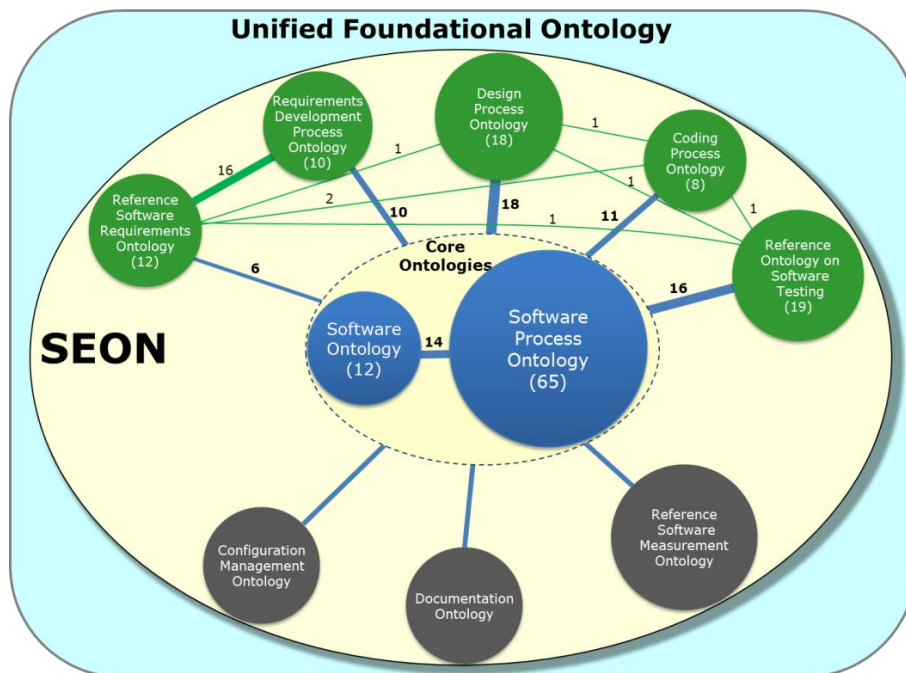 Unified Foundational Ontology
Requirements
Development
Process
Ontology
(10)
Design
Process
Ontology
(18)
Coding
Process
Ontology
(8)
1
1
16
2
1
1
1
Reference
Software
Requirements
Ontology
(12)
10
18
11
Reference
Ontology on
Software
Testing
(19)
6
Core
Ontologies
16
SEON
Software
Ontology
(12)
14
Software
Process
Ontology
(65)
Configuration
Management
Ontology
Documentation
Ontology
Reference
Software
Measurement
Ontology